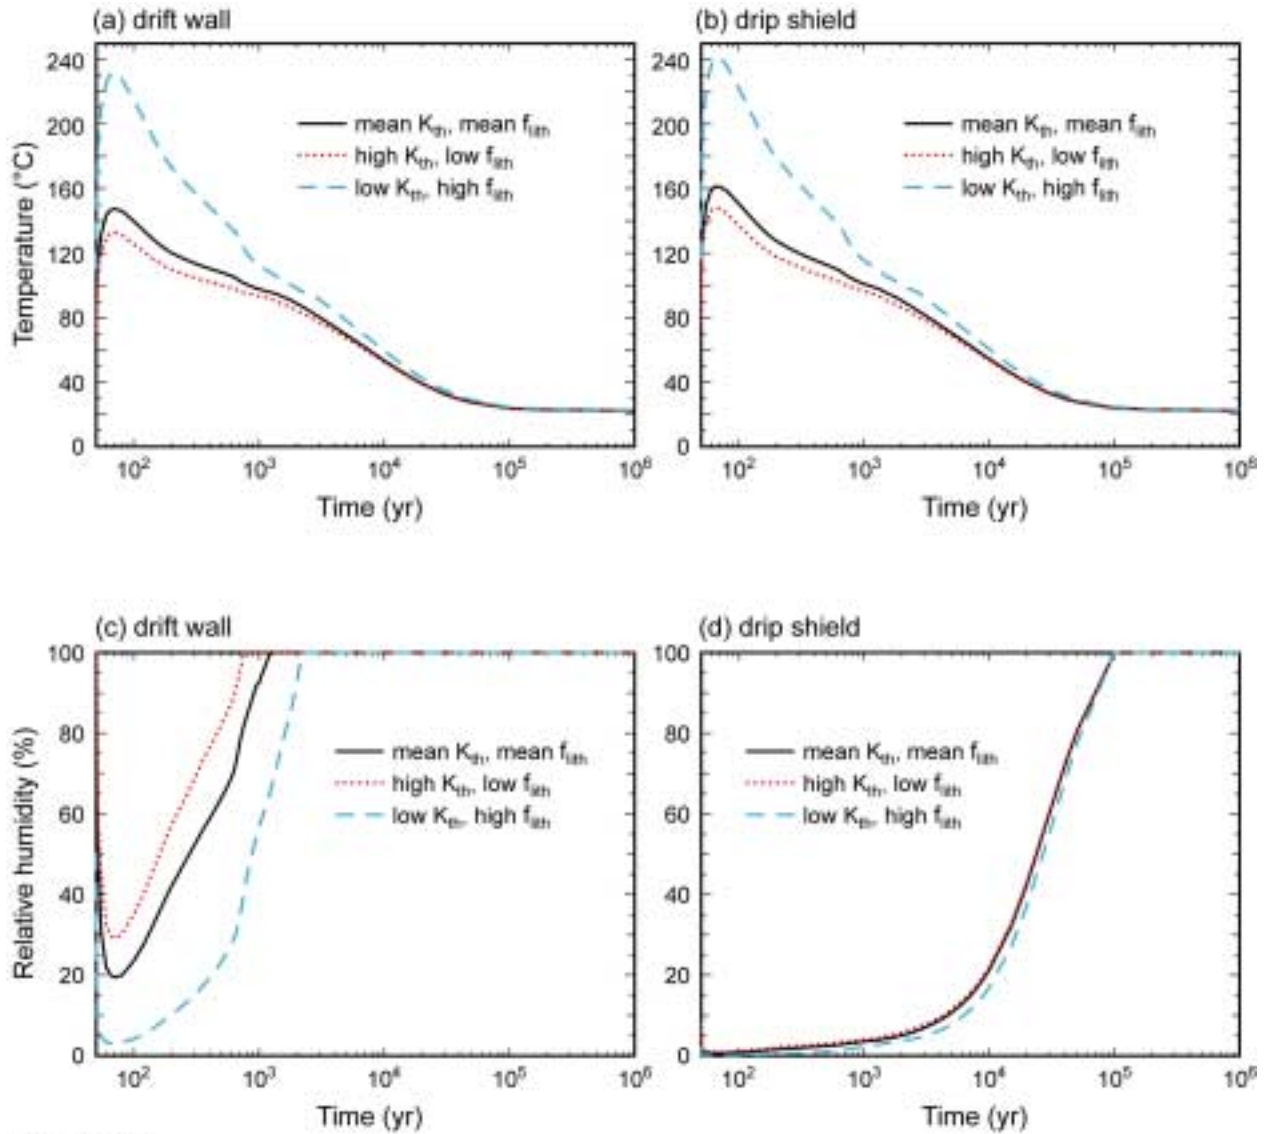 (a) drift wall
240
200
160
120
80
40
0
Temperature (°C)
mean Kth, mean flith
high Kth, low flith
low Kth, high flith
10² 10³ 10⁴ 10⁵ 10⁶
Time (yr)
(b) drip shield
240
200
160
120
80
40
0
mean Kth, mean flith
high Kth, low flith
low Kth, high flith
10² 10³ 10⁴ 10⁵ 10⁶
Time (yr)
(c) drift wall
100
80
60
40
20
0
Relative humidity (%)
mean Kth, mean flith
high Kth, low flith
low Kth, high flith
10² 10³ 10⁴ 10⁵ 10⁶
Time (yr)
(d) drip shield
100
80
60
40
20
0
mean Kth, mean flith
high Kth, low flith
low Kth, high flith
10² 10³ 10⁴ 10⁵ 10⁶
Time (yr)